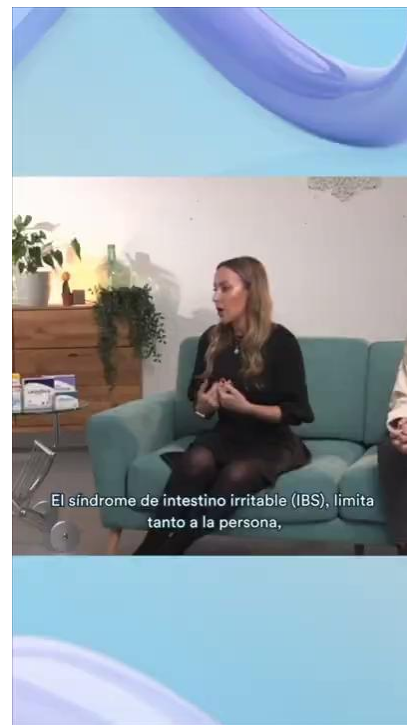 El síndrome de intestino irritable (IBS), limita
tanto a la persona,